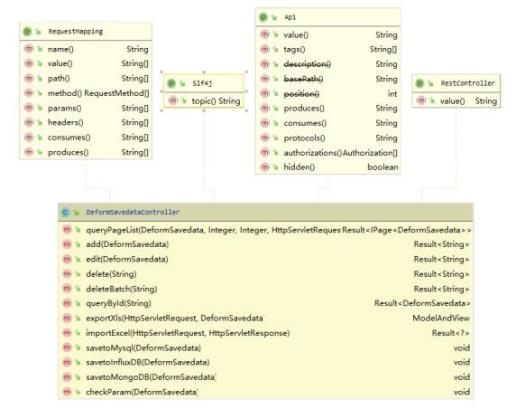 RequestMapping
name() String
value() String[]
path() String[]
method() RequestMethod[]
params() String[]
headers() String[]
consumes() String[]
produces() String[]
Slf4j
topic() String
Api
value() String
tags() String[]
description() String
basePath() String
position() int
produces() String
consumes() String
protocols() String
authorizations()Authorization[]
hidden() boolean
RestController
value() String
DeformSavedataController
queryPageList(DeformSavedata, Integer, Integer, HttpServletReques Result<IPage<DeformSavedata>>
add(DeformSavedata) Result<String>
edit(DeformSavedata) Result<String>
delete(String) Result<String>
deleteBatch(String) Result<String>
queryById(String) Result<DeformSavedata>
exportXls(HttpServletRequest, DeformSavedata ModelAndView
importExcel(HttpServletRequest, HttpServletResponse) Result<?>
savetoMysql(DeformSavedata) void
savetoInfluxDB(DeformSavedata) void
savetoMongoDB(DeformSavedata) void
checkParam(DeformSavedata) void